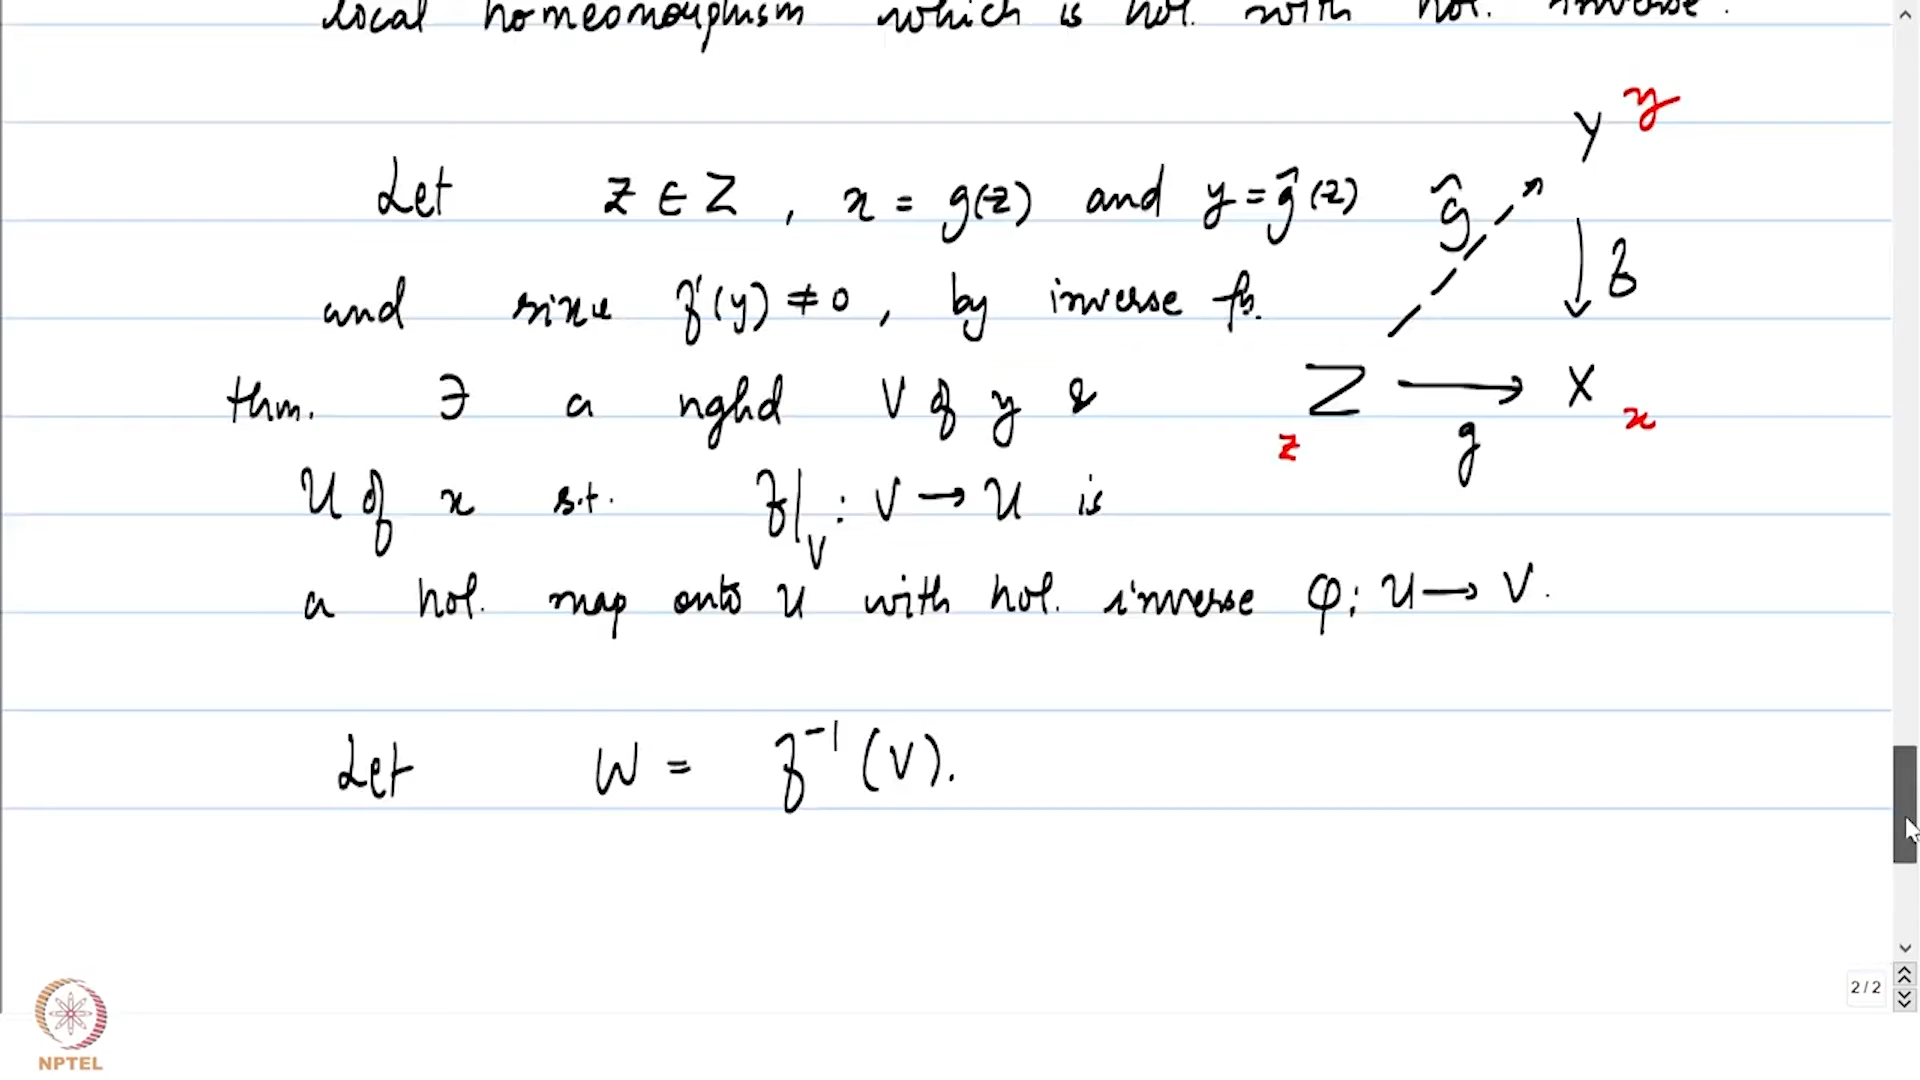 local homeomorphism which is hol. with hol. inverse.
Let z ∈ Z , x = g(z) and y = ĝ(z)
and since f'(y) ≠ 0 , by inverse fn.
thm. ∃ a nghd V of y &
U of x s.t. f|_V : V → U is
a hol. map onto U with hol. inverse φ: U → V.
Let W = f⁻¹(V).
Y y
ĝ
f
Z → X
z g x
2 / 2
NPTEL